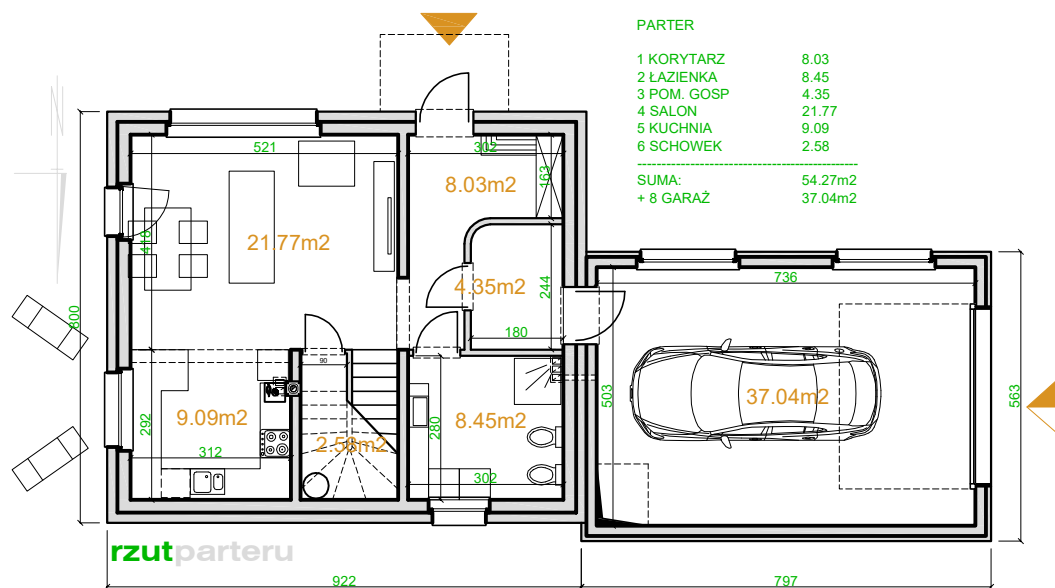 PARTER
1 KORYTARZ 8.03
2 ŁAZIENKA 8.45
3 POM. GOSP 4.35
4 SALON 21.77
5 KUCHNIA 9.09
6 SCHOWEK 2.58
SUMA: 54.27m2
+ 8 GARAŻ 37.04m2
N
521
302
8.03m2
163
418
21.77m2
4.35m2
244
736
800
180
90
292
9.09m2
312
2.58m2
280
8.45m2
302
503
37.04m2
563
rzutparteru
922
797